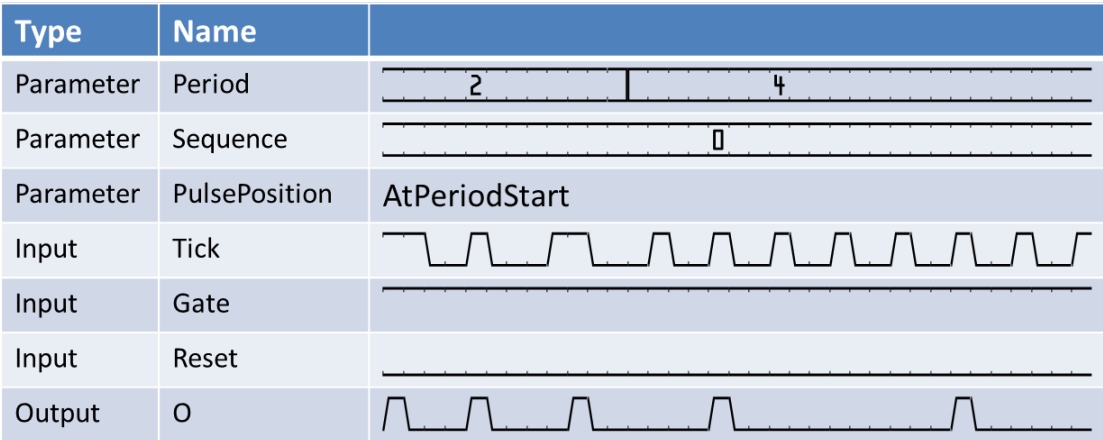 Type Name
Parameter Period 2 4
Parameter Sequence 0
Parameter PulsePosition AtPeriodStart
Input Tick
Input Gate
Input Reset
Output O